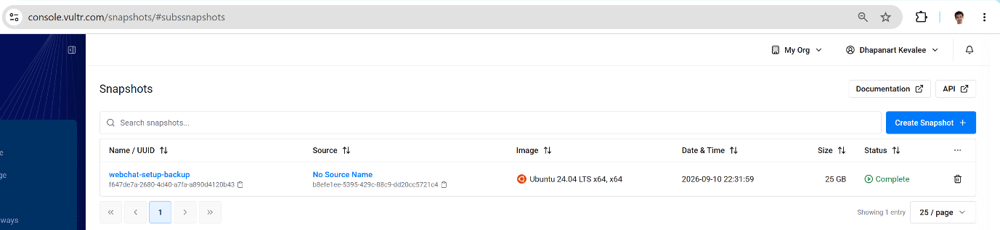 console.vultr.com/snapshots/#subssnapshots
My Org
Dhapanart Kevalee
Snapshots
Documentation
API
Search snapshots...
Create Snapshot +
Name / UUID
Source
Image
Date & Time
Size
Status
...
webchat-setup-backup
f647de7a-2680-4d40-a7fa-a890d4120b43
No Source Name
b8efe1ee-5395-429c-88c9-dd20cc5721c4
Ubuntu 24.04 LTS x64, x64
2026-09-10 22:31:59
25 GB
Complete
e
ge
ways
1
Showing 1 entry
25 / page